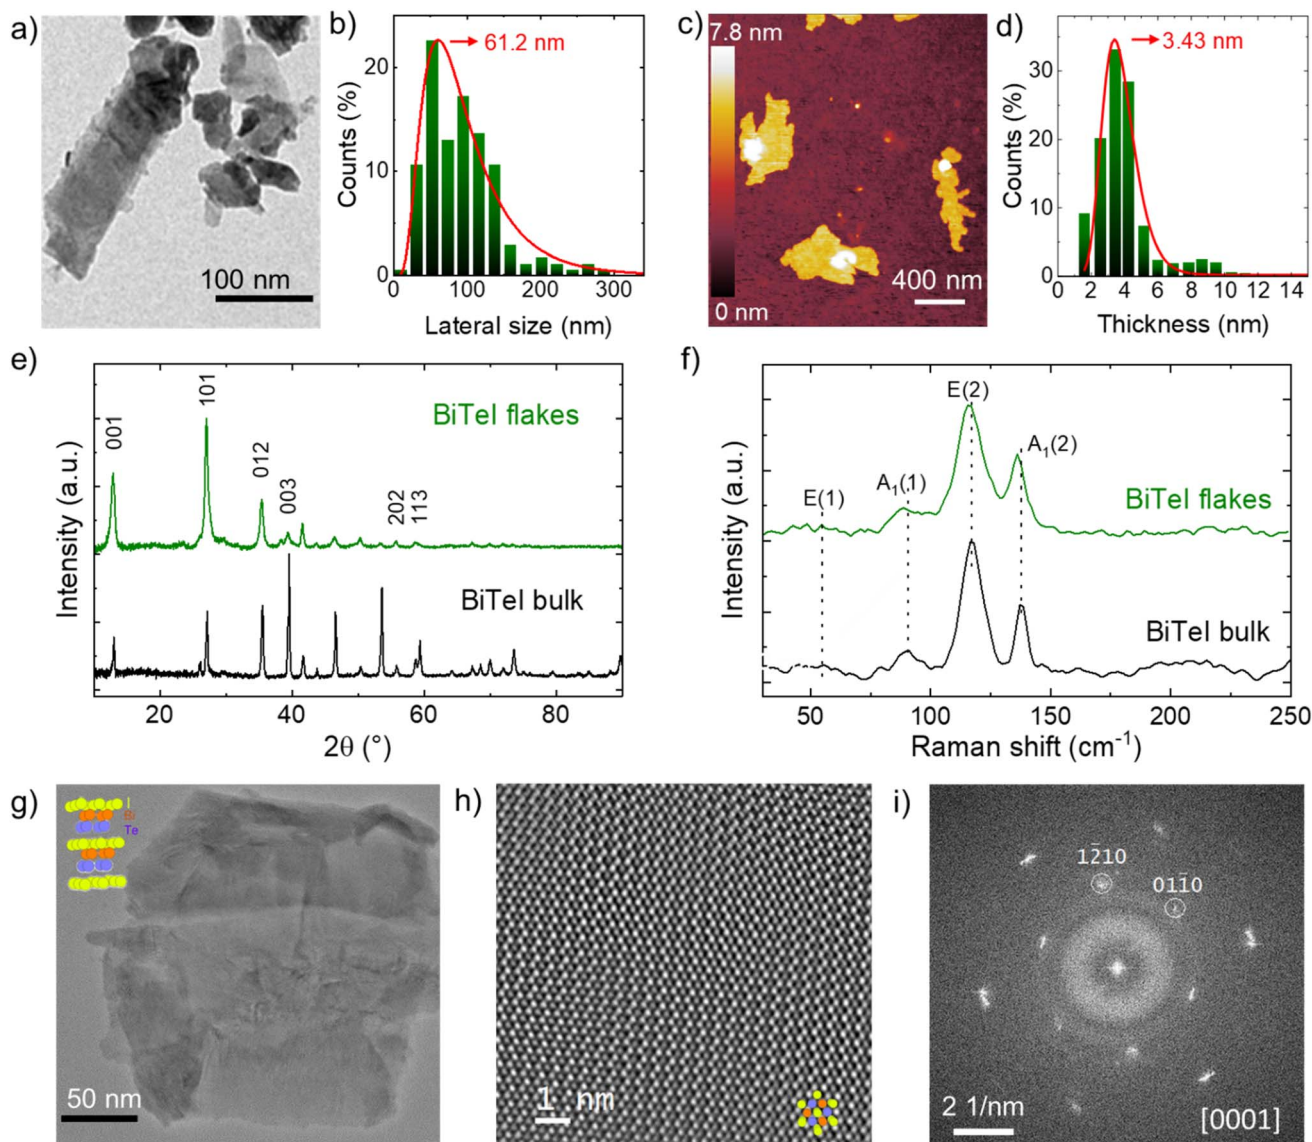 a)
100 nm
b)
61.2 nm
Counts (%)
20
10
0
0 100 200 300
Lateral size (nm)
c)
7.8 nm
0 nm
400 nm
d)
3.43 nm
Counts (%)
30
20
10
0
0 2 4 6 8 10 12 14
Thickness (nm)
e)
Intensity (a.u.)
001
101
012
003
202
113
BiTeI flakes
BiTeI bulk
20 40 60 80
2θ (°)
f)
Intensity (a.u.)
E(1)
A₁(1)
E(2)
A₁(2)
BiTeI flakes
BiTeI bulk
50 100 150 200 250
Raman shift (cm⁻¹)
g)
I
Bi
Te
50 nm
h)
1 nm
i)
12̄10
011̄0
2 1/nm
[0001]